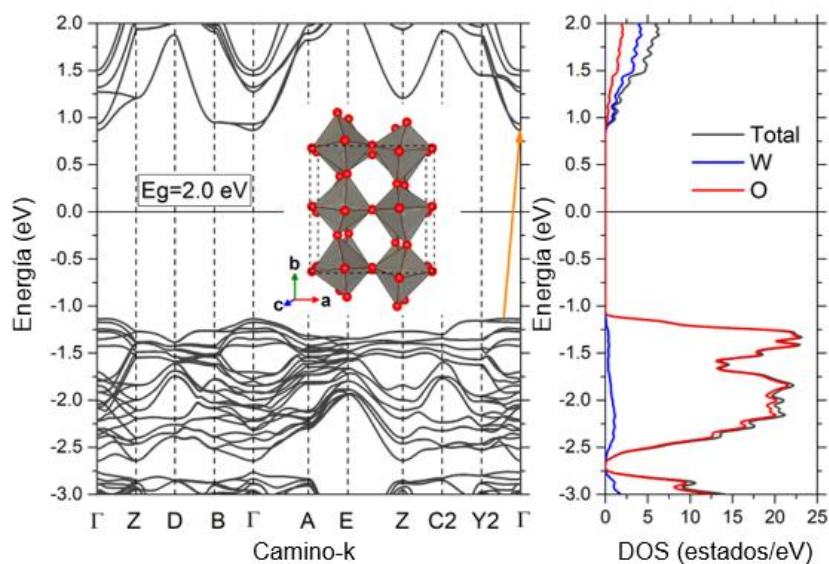 2.0
1.5
1.0
0.5
0.0
-0.5
-1.0
-1.5
-2.0
-2.5
-3.0
Energía (eV)
Eg=2.0 eV
b
c
a
Γ Z D B Γ A E Z C2 Y2 Γ
Camino-k
2.0
1.5
1.0
0.5
0.0
-0.5
-1.0
-1.5
-2.0
-2.5
-3.0
Energía (eV)
Total
W
O
0 5 10 15 20 25
DOS (estados/eV)